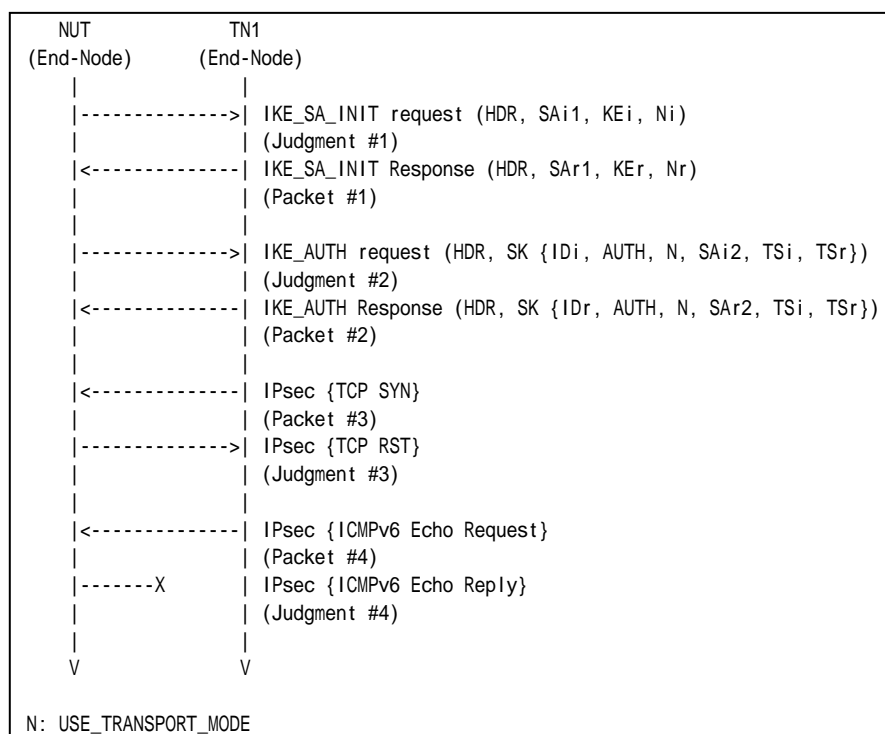 NUT TN1
(End-Node) (End-Node)
| |
|-------------->| IKE_SA_INIT request (HDR, SAi1, KEi, Ni)
| | (Judgment #1)
|<--------------| IKE_SA_INIT Response (HDR, SAr1, KEr, Nr)
| | (Packet #1)
| |
|-------------->| IKE_AUTH request (HDR, SK {IDi, AUTH, N, SAi2, TSi, TSr})
| | (Judgment #2)
|<--------------| IKE_AUTH Response (HDR, SK {IDr, AUTH, N, SAr2, TSi, TSr})
| | (Packet #2)
| |
|<--------------| IPsec {TCP SYN}
| | (Packet #3)
|-------------->| IPsec {TCP RST}
| | (Judgment #3)
| |
|<--------------| IPsec {ICMPv6 Echo Request}
| | (Packet #4)
|-------X | IPsec {ICMPv6 Echo Reply}
| | (Judgment #4)
| |
V V
N: USE_TRANSPORT_MODE